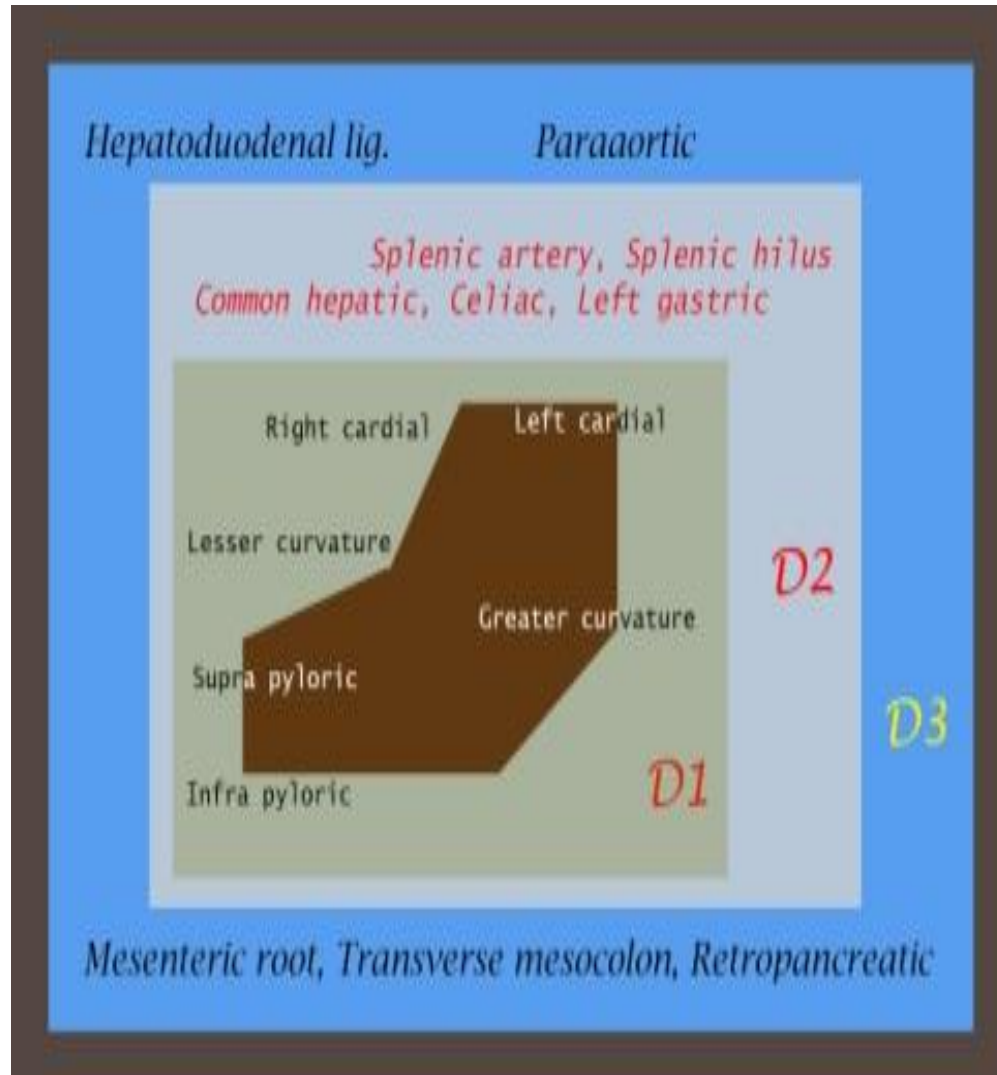 Hepatoduodenal lig. Paraaortic
Splenic artery, Splenic hilus
Common hepatic, Celiac, Left gastric
Right cardial
Left cardial
Lesser curvature
D2
Greater curvature
Supra pyloric
D3
Infra pyloric
D1
Mesenteric root, Transverse mesocolon, Retropancreatic